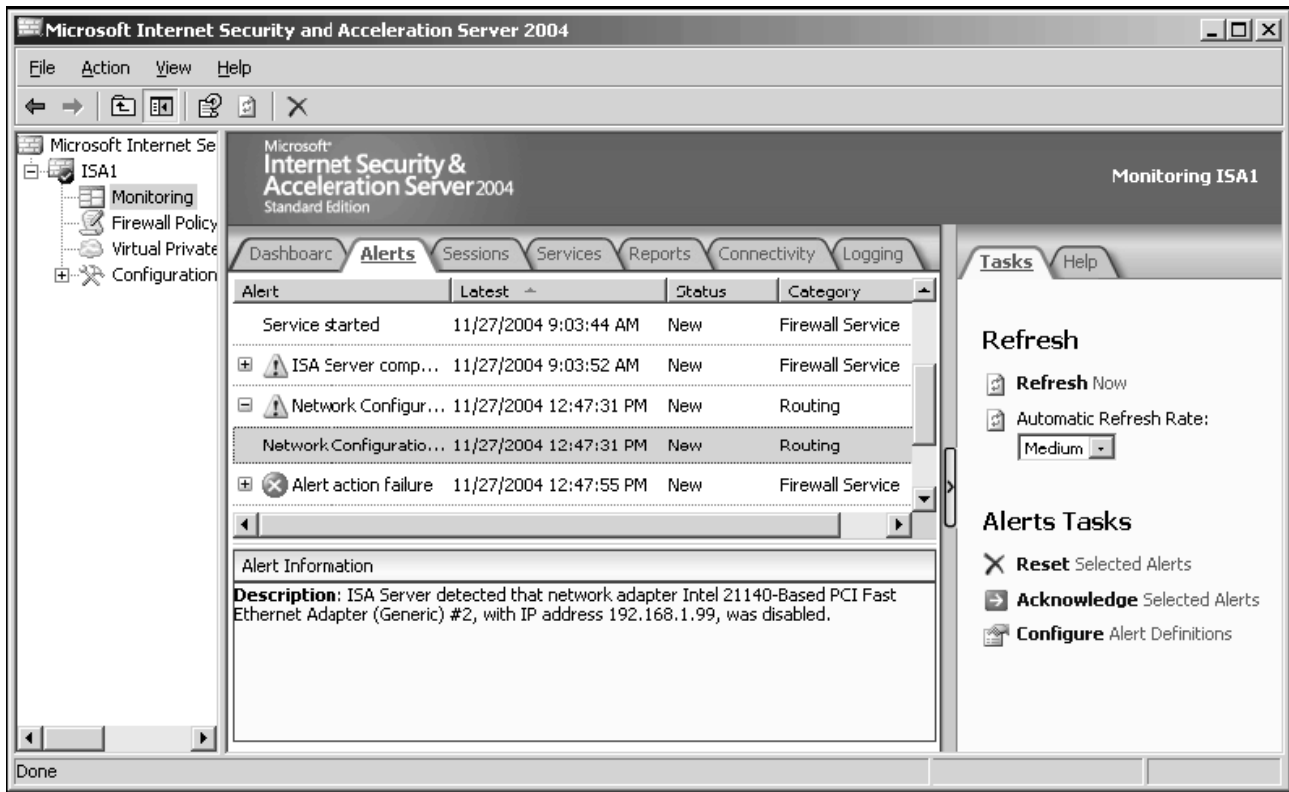 Microsoft Internet Security and Acceleration Server 2004
File Action View Help
Microsoft Internet Se
ISA1
Monitoring
Firewall Policy
Virtual Private
Configuration
Microsoft
Internet Security &
Acceleration Server 2004
Standard Edition
Monitoring ISA1
Dashboard Alerts Sessions Services Reports Connectivity Logging
Alert Latest Status Category
Service started 11/27/2004 9:03:44 AM New Firewall Service
ISA Server comp... 11/27/2004 9:03:52 AM New Firewall Service
Network Configur... 11/27/2004 12:47:31 PM New Routing
Network Configuratio... 11/27/2004 12:47:31 PM New Routing
Alert action failure 11/27/2004 12:47:55 PM New Firewall Service
Alert Information
Description: ISA Server detected that network adapter Intel 21140-Based PCI Fast
Ethernet Adapter (Generic) #2, with IP address 192.168.1.99, was disabled.
Tasks Help
Refresh
Refresh Now
Automatic Refresh Rate:
Medium
Alerts Tasks
Reset Selected Alerts
Acknowledge Selected Alerts
Configure Alert Definitions
Done